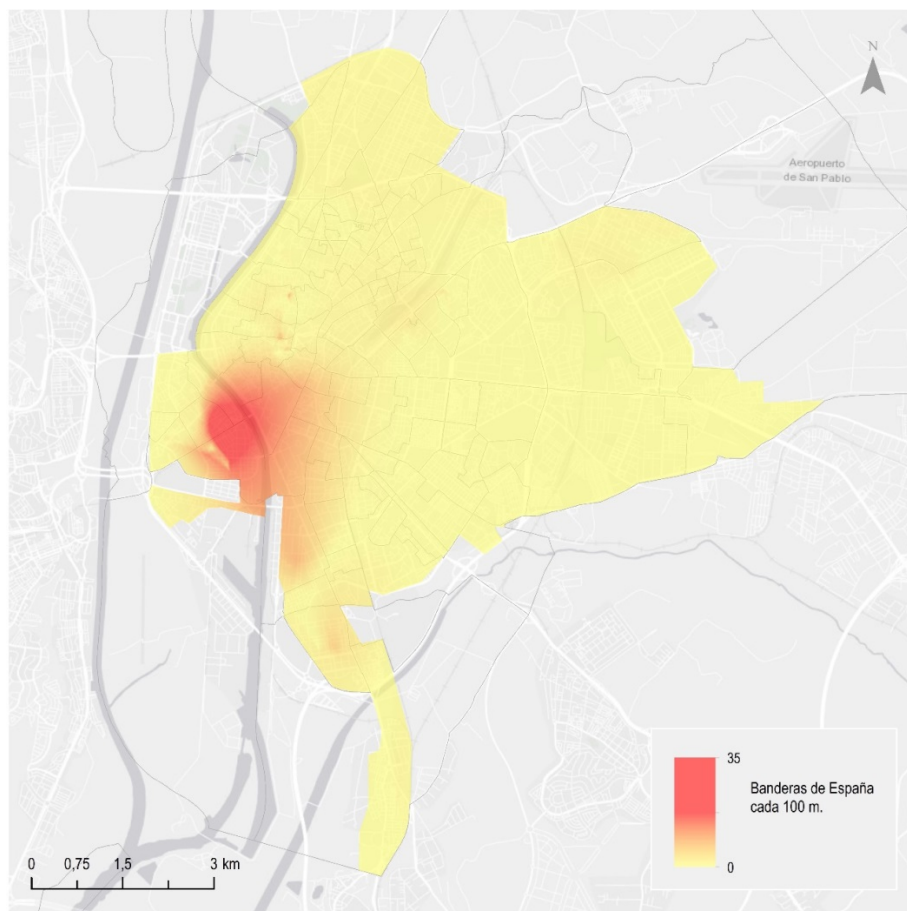 N
Aeropuerto
de San Pablo
35
Banderas de España
cada 100 m.
0
0 0,75 1,5 3 km